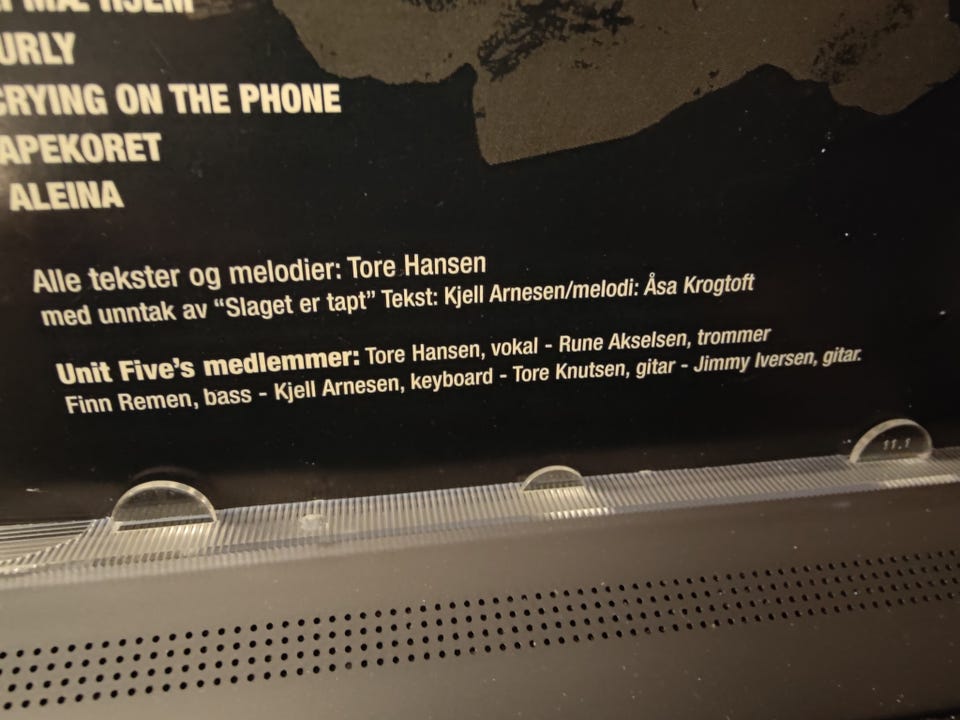 MÆ HJEM
URLY
CRYING ON THE PHONE
APEKORET
ALEINA
Alle tekster og melodier: Tore Hansen
med unntak av “Slaget er tapt” Tekst: Kjell Arnesen/melodi: Åsa Krogtoft
Unit Five’s medlemmer: Tore Hansen, vokal - Rune Akselsen, trommer
Finn Remen, bass - Kjell Arnesen, keyboard - Tore Knutsen, gitar - Jimmy Iversen, gitar.
11.1